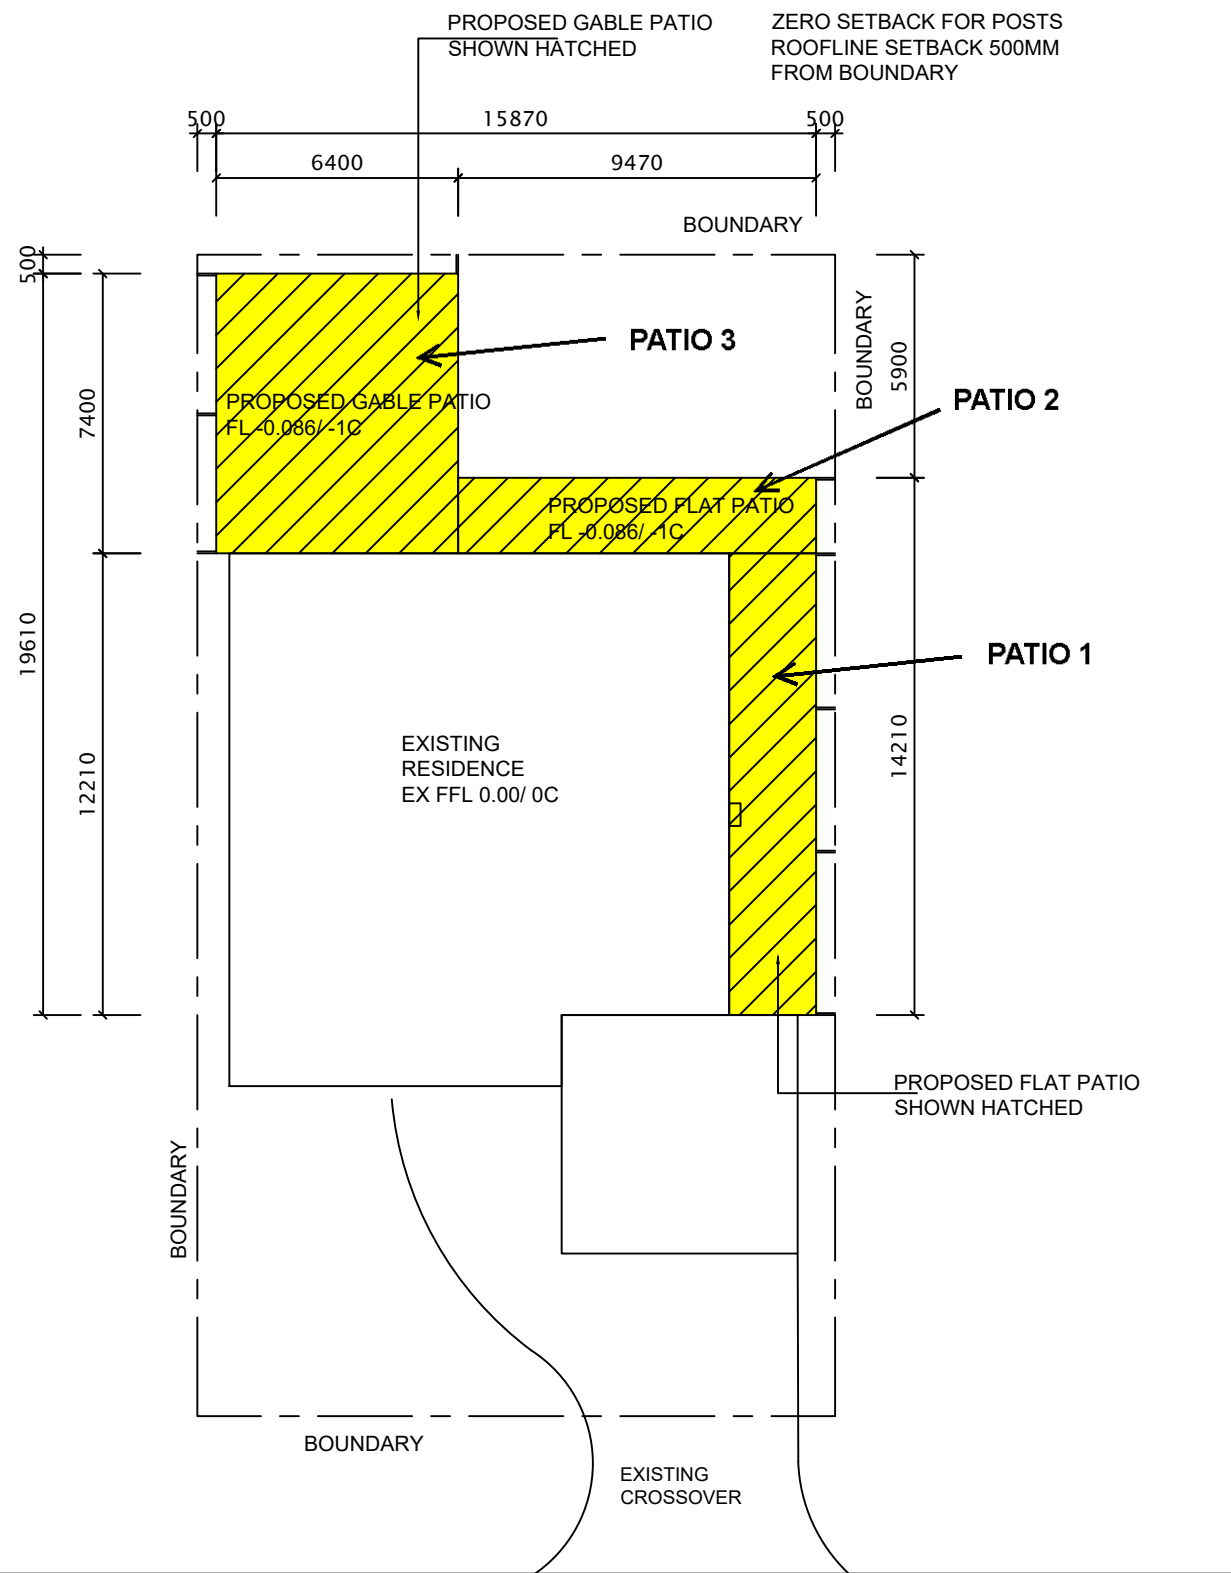 PROPOSED GABLE PATIO
SHOWN HATCHED
ZERO SETBACK FOR POSTS
ROOFLINE SETBACK 500MM
FROM BOUNDARY
500
15870
500
6400
9470
BOUNDARY
500
BOUNDARY
5900
PATIO 3
PATIO 2
7400
PROPOSED GABLE PATIO
FL -0.086/ -1C
PROPOSED FLAT PATIO
FL -0.086/ -1C
19610
PATIO 1
12210
EXISTING
RESIDENCE
EX FFL 0.00/ 0C
14210
PROPOSED FLAT PATIO
SHOWN HATCHED
BOUNDARY
BOUNDARY
EXISTING
CROSSOVER